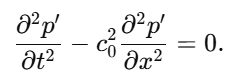 ∂²p′/∂t² − c₀² ∂²p′/∂x² = 0.